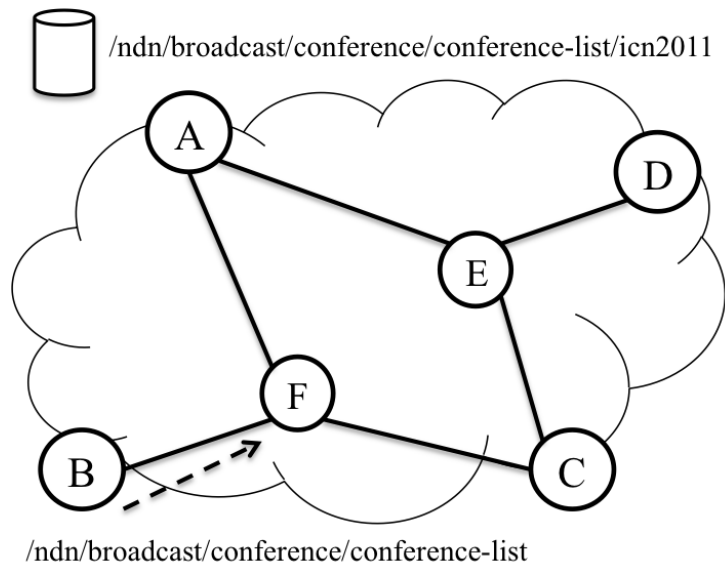 /ndn/broadcast/conference/conference-list/icn2011
A
D
E
F
B
C
/ndn/broadcast/conference/conference-list